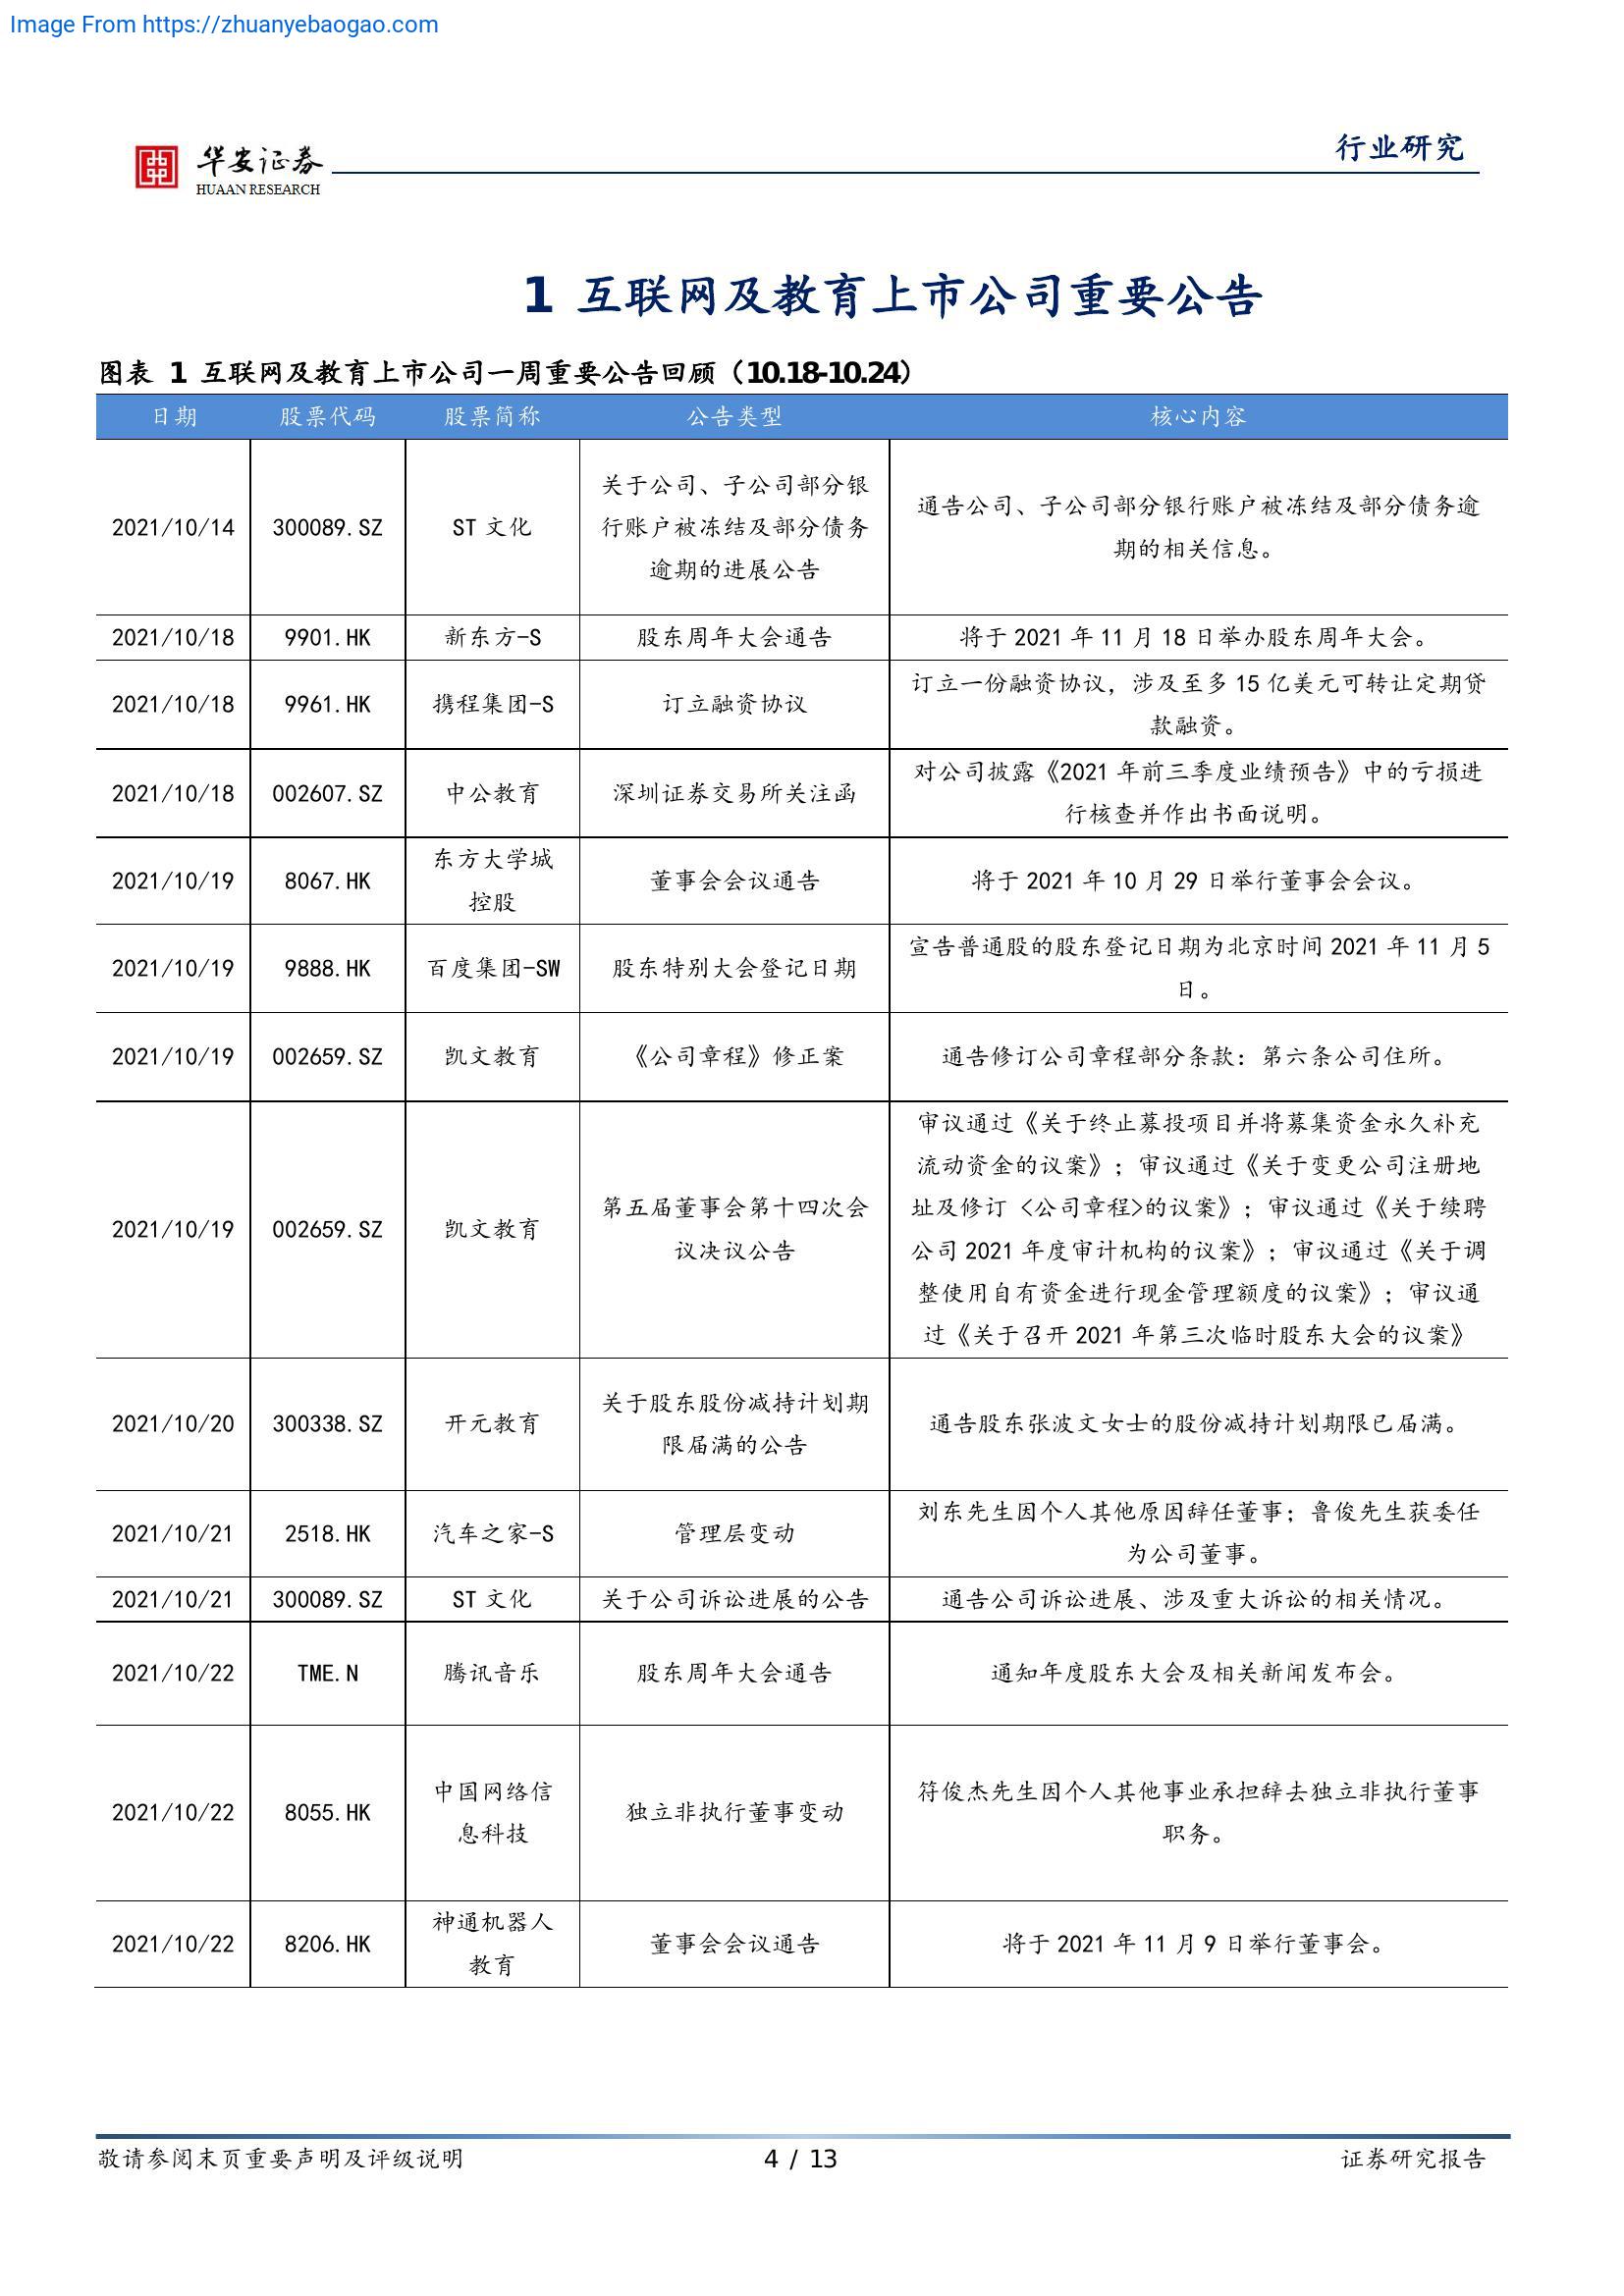 Image From https://zhuanyebaogao.com
华安证券
HUAAN RESEARCH
行业研究
1 互联网及教育上市公司重要公告
图表 1 互联网及教育上市公司一周重要公告回顾（10.18-10.24）
日期 股票代码 股票简称 公告类型 核心内容
2021/10/14 300089.SZ ST 文化
关于公司、子公司部分银
行账户被冻结及部分债务
逾期的进展公告
通告公司、子公司部分银行账户被冻结及部分债务逾
期的相关信息。
2021/10/18 9901.HK 新东方-S 股东周年大会通告 将于 2021 年 11 月 18 日举办股东周年大会。
2021/10/18 9961.HK 携程集团-S 订立融资协议
订立一份融资协议，涉及至多 15 亿美元可转让定期贷
款融资。
2021/10/18 002607.SZ 中公教育 深圳证券交易所关注函
对公司披露《2021 年前三季度业绩预告》中的亏损进
行核查并作出书面说明。
2021/10/19 8067.HK
东方大学城
控股
董事会会议通告 将于 2021 年 10 月 29 日举行董事会会议。
2021/10/19 9888.HK 百度集团-SW 股东特别大会登记日期
宣告普通股的股东登记日期为北京时间 2021 年 11 月 5
日。
2021/10/19 002659.SZ 凯文教育 《公司章程》修正案 通告修订公司章程部分条款：第六条公司住所。
2021/10/19 002659.SZ 凯文教育
第五届董事会第十四次会
议决议公告
审议通过《关于终止募投项目并将募集资金永久补充
流动资金的议案》；审议通过《关于变更公司注册地
址及修订 <公司章程>的议案》；审议通过《关于续聘
公司 2021 年度审计机构的议案》；审议通过《关于调
整使用自有资金进行现金管理额度的议案》；审议通
过《关于召开 2021 年第三次临时股东大会的议案》
2021/10/20 300338.SZ 开元教育
关于股东股份减持计划期
限届满的公告
通告股东张波文女士的股份减持计划期限已届满。
2021/10/21 2518.HK 汽车之家-S 管理层变动
刘东先生因个人其他原因辞任董事；鲁俊先生获委任
为公司董事。
2021/10/21 300089.SZ ST 文化 关于公司诉讼进展的公告 通告公司诉讼进展、涉及重大诉讼的相关情况。
2021/10/22 TME.N 腾讯音乐 股东周年大会通告 通知年度股东大会及相关新闻发布会。
2021/10/22 8055.HK
中国网络信
息科技
独立非执行董事变动
符俊杰先生因个人其他事业承担辞去独立非执行董事
职务。
2021/10/22 8206.HK
神通机器人
教育
董事会会议通告 将于 2021 年 11 月 9 日举行董事会。
敬请参阅末页重要声明及评级说明 4 / 13 证券研究报告